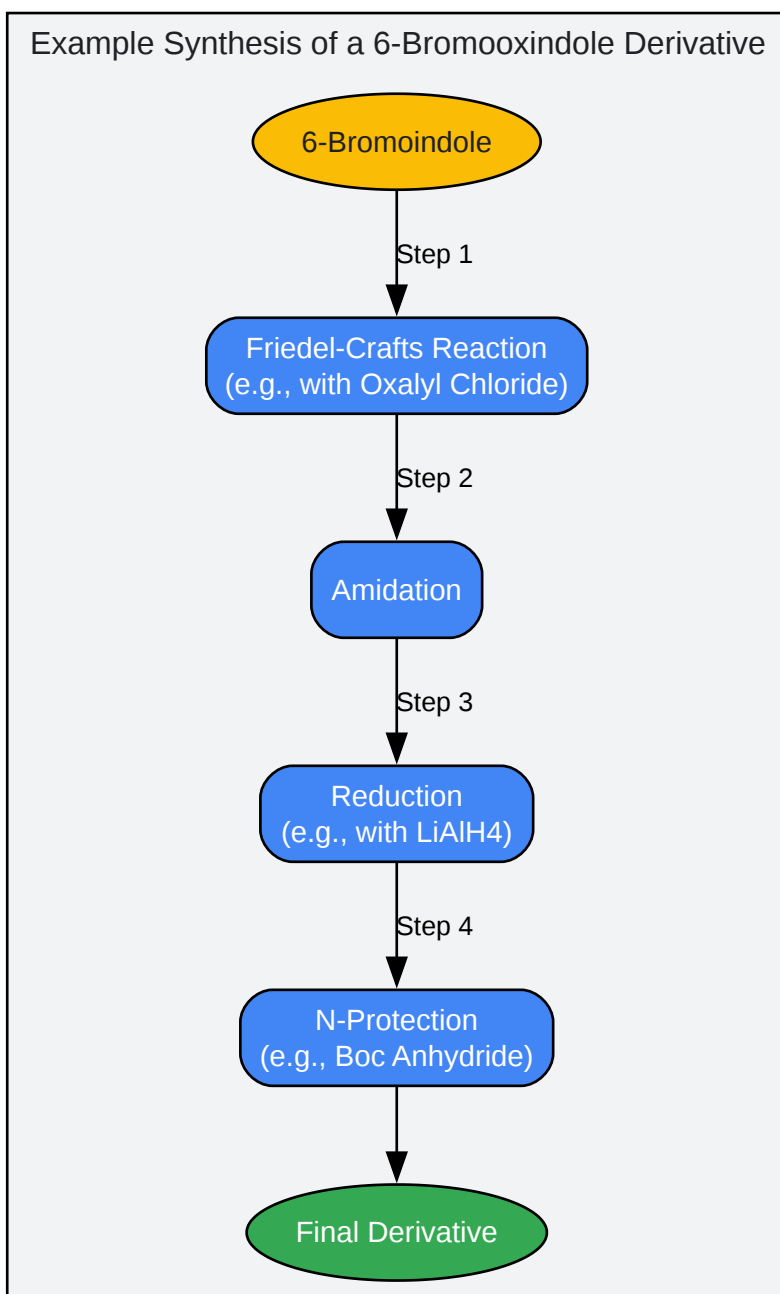 Example Synthesis of a 6-Bromooxindole Derivative
6-Bromoindole
Step 1
Friedel-Crafts Reaction
(e.g., with Oxalyl Chloride)
Step 2
Amidation
Step 3
Reduction
(e.g., with LiAlH4)
Step 4
N-Protection
(e.g., Boc Anhydride)
Final Derivative